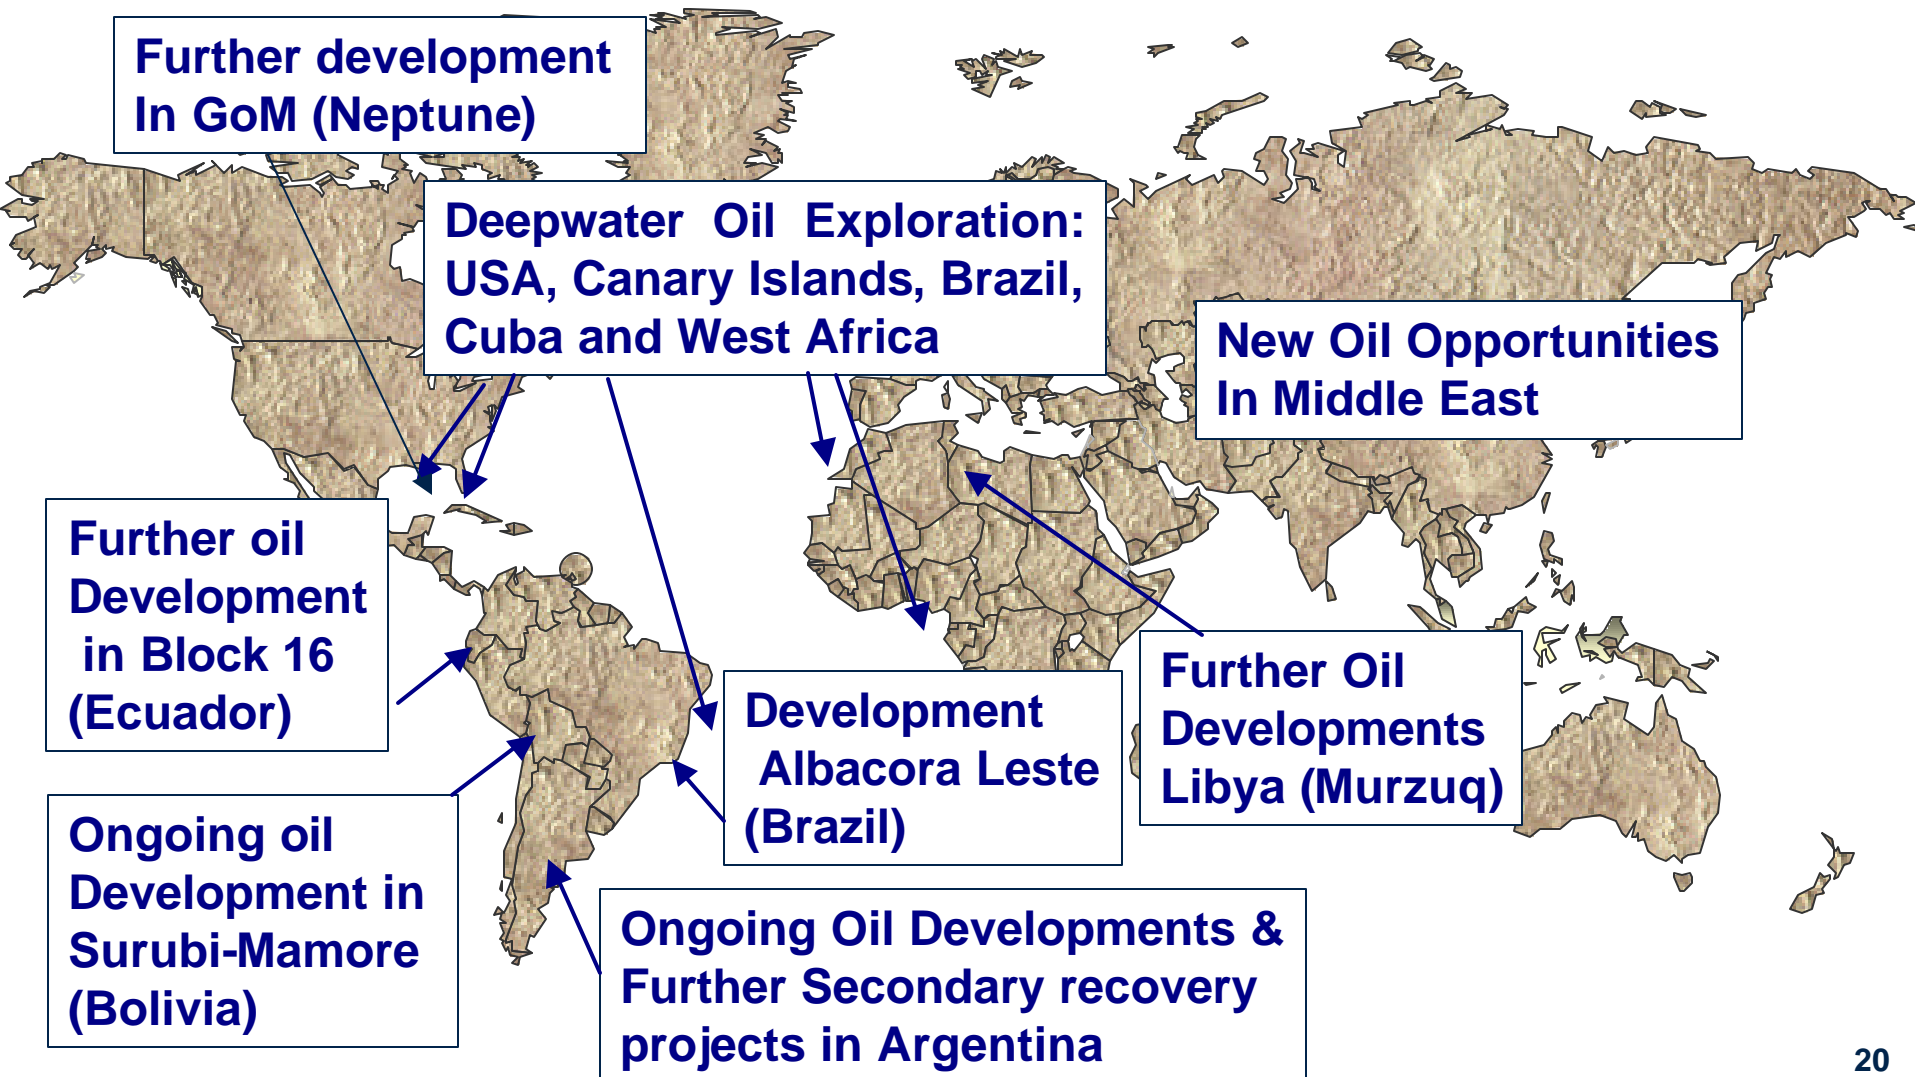 Further development
In GoM (Neptune)
Deepwater Oil Exploration:
USA, Canary Islands, Brazil,
Cuba and West Africa
New Oil Opportunities
In Middle East
Further oil
Development
in Block 16
(Ecuador)
Development
Albacora Leste
(Brazil)
Further Oil
Developments
Libya (Murzuq)
Ongoing oil
Development in
Surubi-Mamore
(Bolivia)
Ongoing Oil Developments &
Further Secondary recovery
projects in Argentina
20